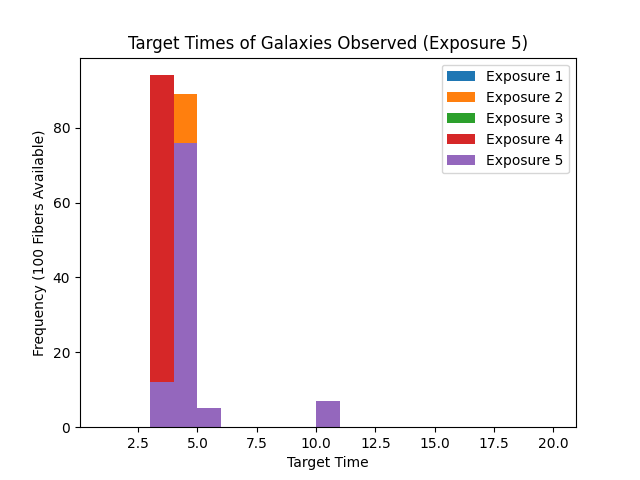 Target Times of Galaxies Observed (Exposure 5)
Exposure 1
Exposure 2
Exposure 3
Exposure 4
Exposure 5
Frequency (100 Fibers Available)
80
60
40
20
0
2.5 5.0 7.5 10.0 12.5 15.0 17.5 20.0
Target Time